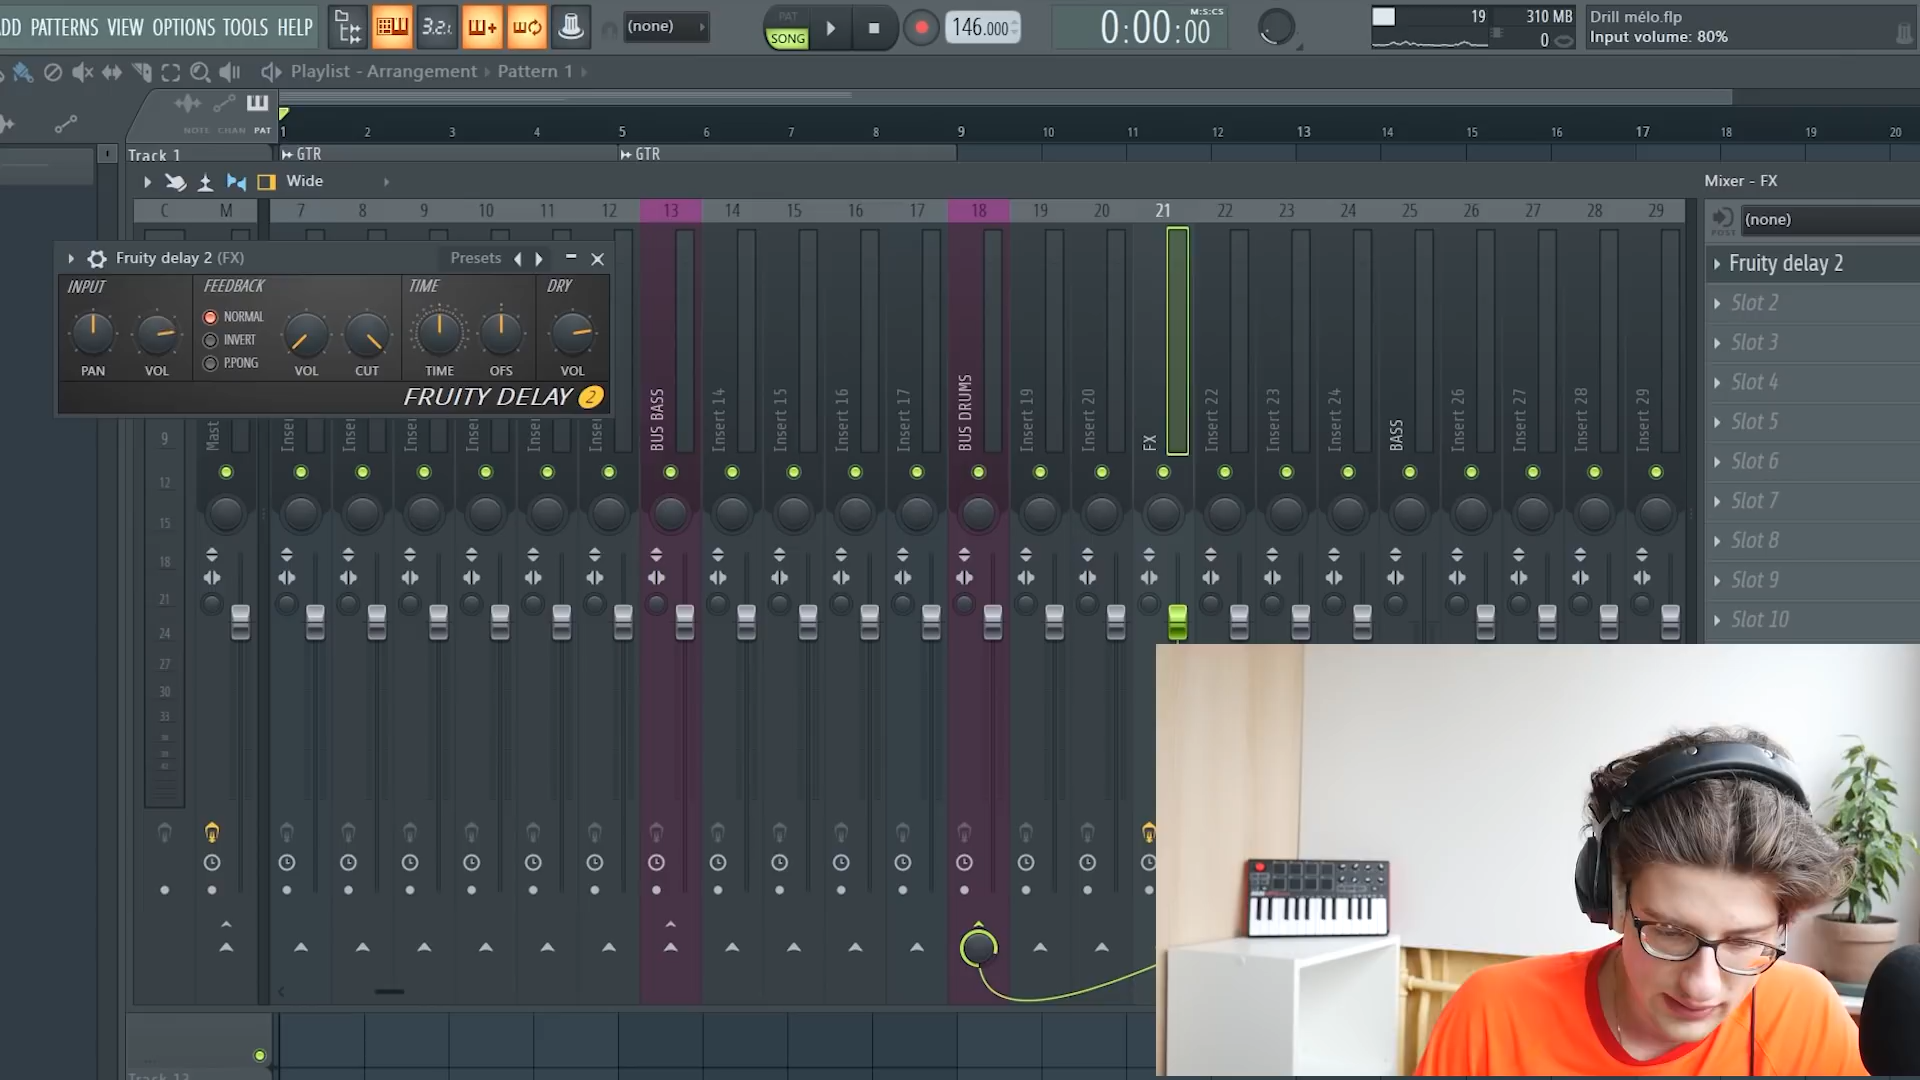 ADD PATTERNS VIEW OPTIONS TOOLS HELP
(none)
PAT
SONG
146.000
0:00:00
M:S:CS
19
310 MB
0
Drill mélo.flp
Input volume: 80%
Playlist - Arrangement Pattern 1
NOTE CHAN PAT
1 2 3 4 5 6 7 8 9 10 11 12 13 14 15 16 17 18 19 20
Track 1
GTR
GTR
Wide
Mixer - FX
C M 7 8 9 10 11 12 13 14 15 16 17 18 19 20 21 22 23 24 25 26 27 28 29
POST
(none)
Fruity delay 2 (FX)
Presets
INPUT
FEEDBACK
TIME
DRY
NORMAL
INVERT
P.PONG
PAN
VOL
VOL
CUT
TIME
OFS
VOL
FRUITY DELAY 2
Fruity delay 2
Slot 2
Slot 3
Slot 4
Slot 5
Slot 6
Slot 7
Slot 8
Slot 9
Slot 10
BUS BASS
Insert 14
Insert 15
Insert 16
Insert 17
BUS DRUMS
Insert 19
Insert 20
FX
Insert 22
Insert 23
Insert 24
BASS
Insert 26
Insert 27
Insert 28
Insert 29
9
12
15
18
21
24
27
30
33
Track 13